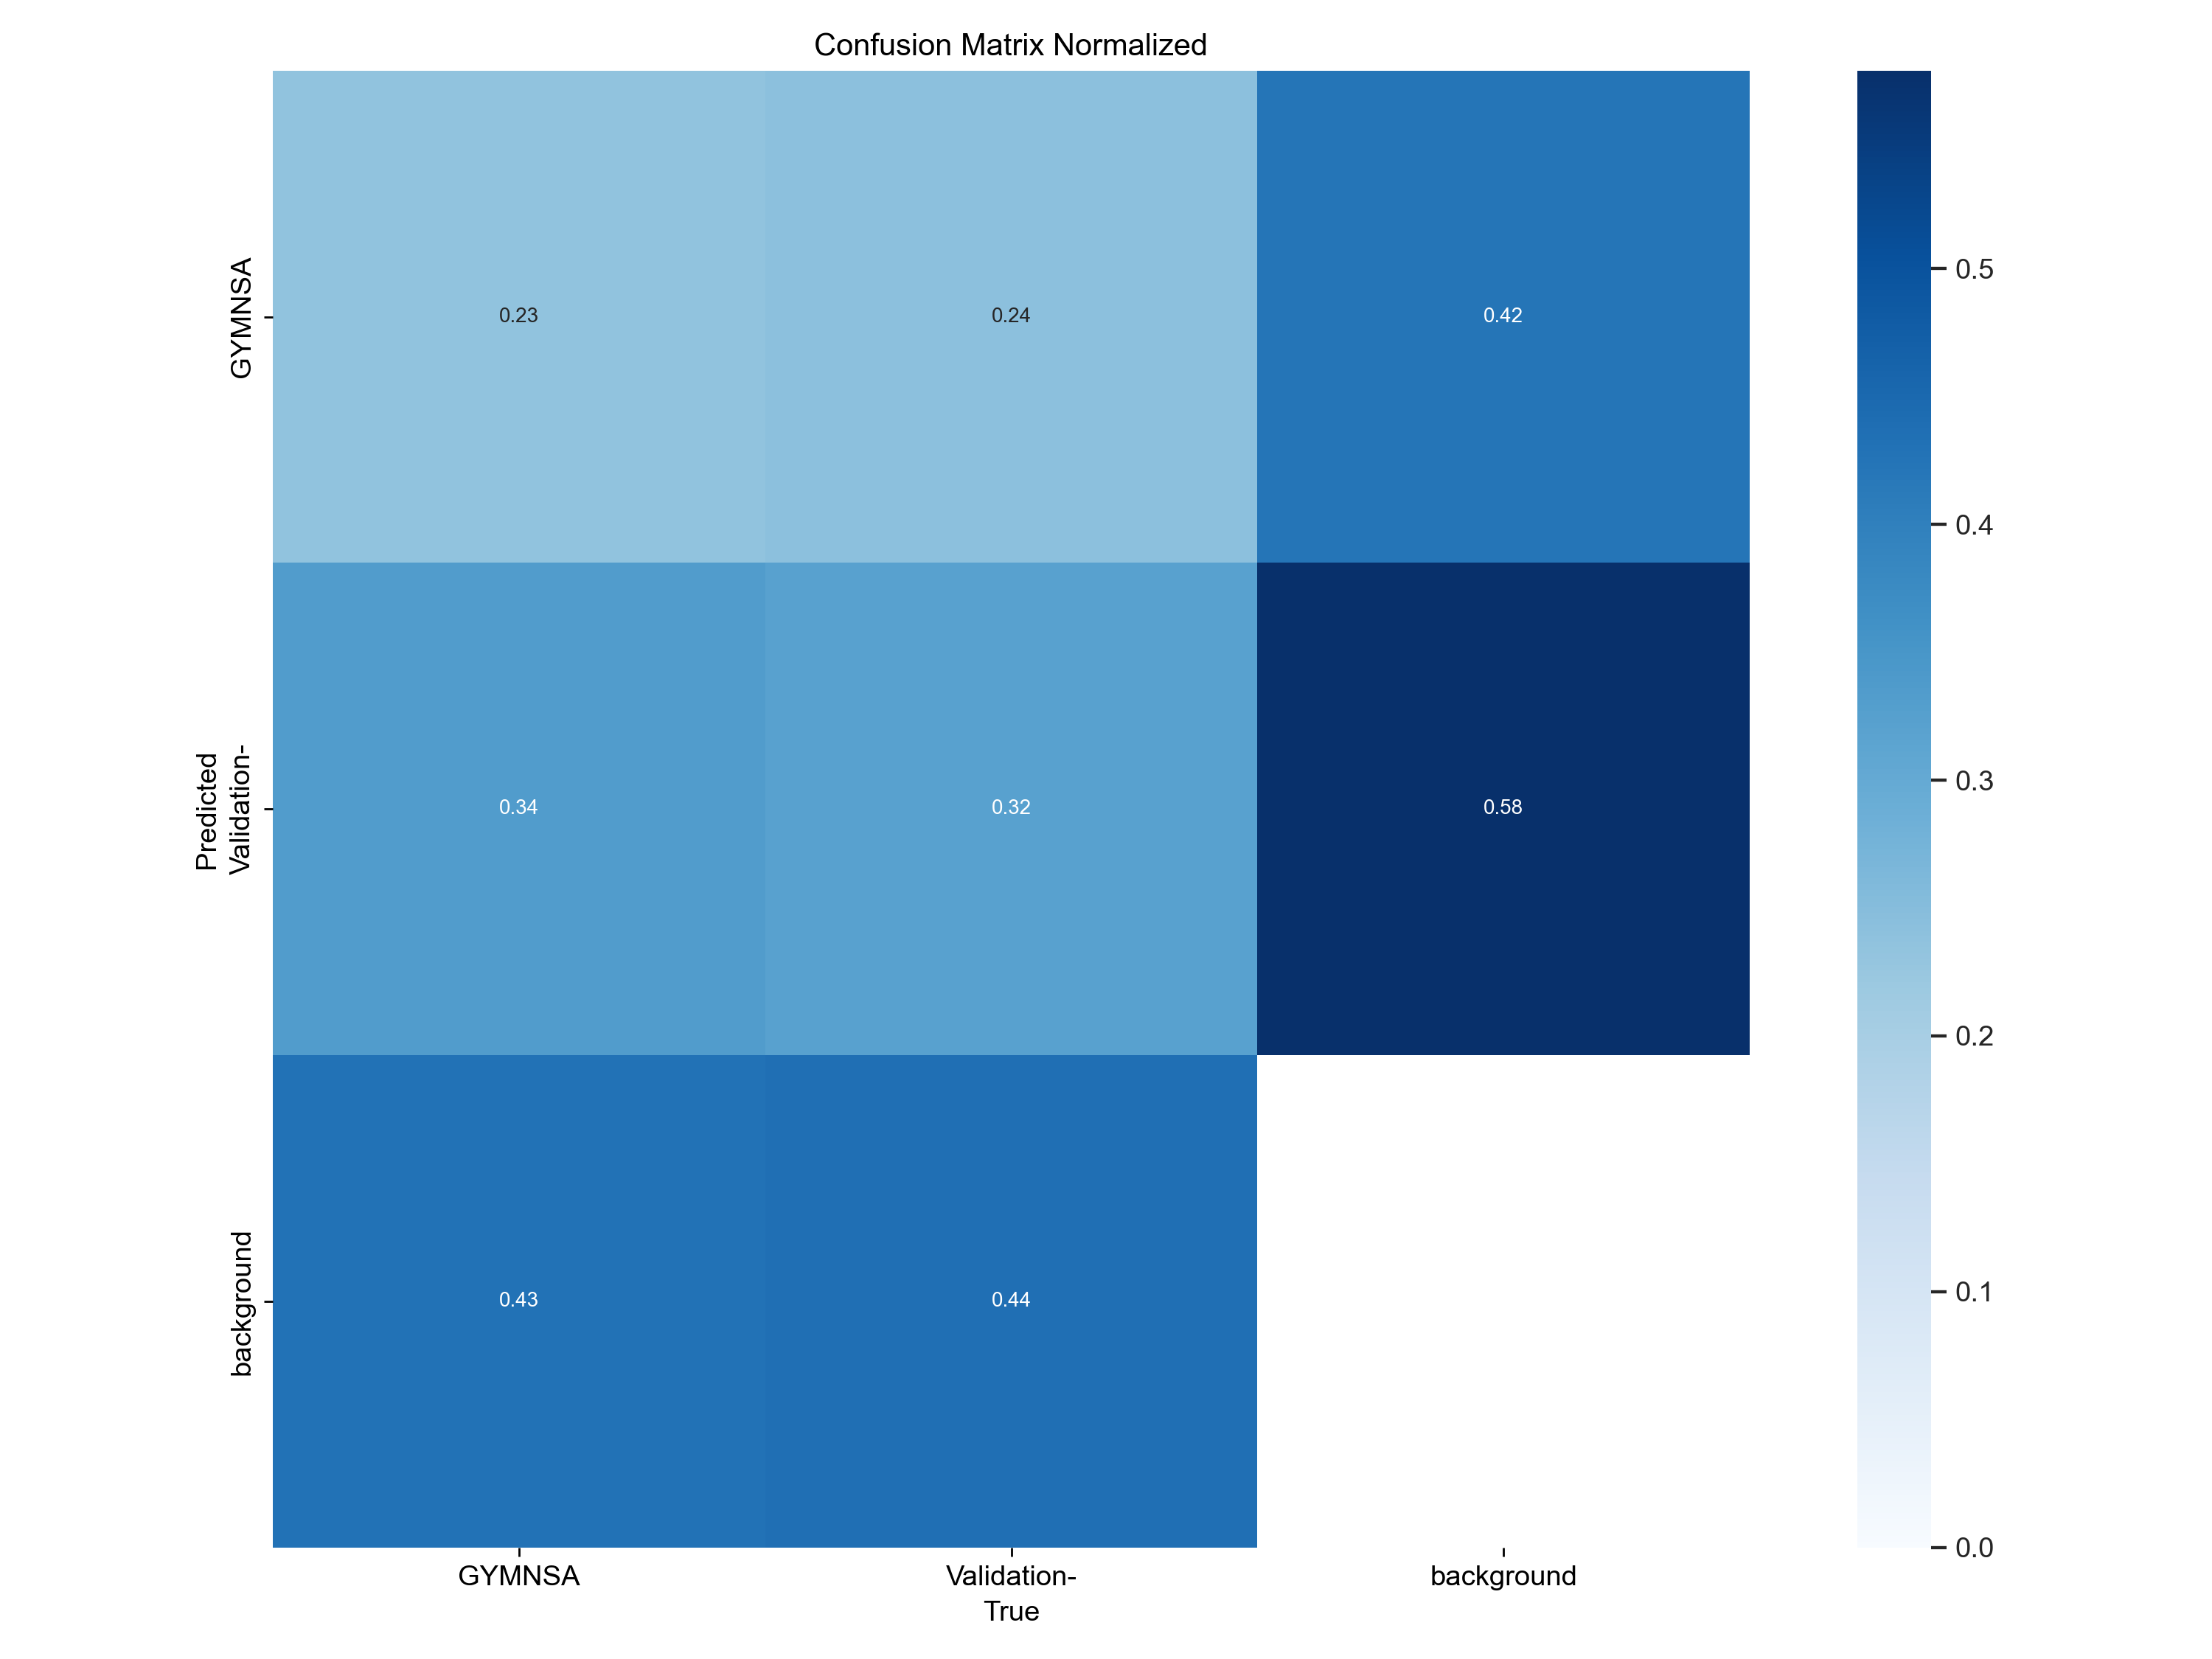 Confusion Matrix Normalized
GYMNSA
0.23
0.24
0.42
Predicted
Validation-
0.34
0.32
0.58
background
0.43
0.44
GYMNSA
Validation-
background
True
0.5
0.4
0.3
0.2
0.1
0.0